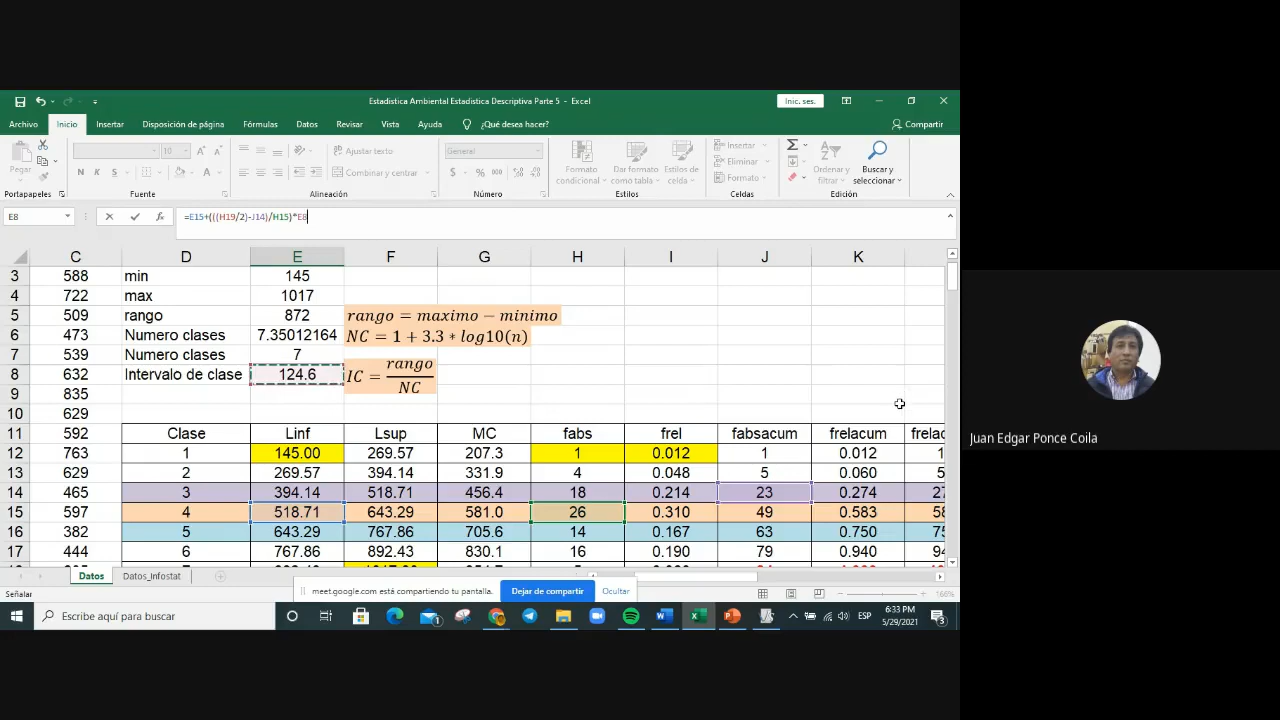 Estadistica Ambiental Estadistica Descriptiva Parte 5 - Excel
Inic. ses.
Archivo Inicio Insertar Disposición de página Fórmulas Datos Revisar Vista Ayuda ¿Qué desea hacer? Compartir
Pegar
10
Ajustar texto
Combinar y centrar
General
Formato condicional
Dar formato como tabla
Estilos de celda
Insertar
Eliminar
Formato
Ordenar y filtrar
Buscar y seleccionar
Portapapeles Fuente Alineación Número Estilos Celdas Edición
E8 =E15+(((H19/2)-J14)/H15)*E8
C D E F G H I J K
3 588 min 145
4 722 max 1017
5 509 rango 872 rango = maximo − minimo
6 473 Numero clases 7.35012164 NC = 1 + 3.3 * log10(n)
7 539 Numero clases 7
8 632 Intervalo de clase 124.6 IC = rango / NC
9 835
10 629
11 592 Clase Linf Lsup MC fabs frel fabsacum frelacum frelac
12 763 1 145.00 269.57 207.3 1 0.012 1 0.012 1
13 629 2 269.57 394.14 331.9 4 0.048 5 0.060 5
14 465 3 394.14 518.71 456.4 18 0.214 23 0.274 27
15 597 4 518.71 643.29 581.0 26 0.310 49 0.583 58
16 382 5 643.29 767.86 705.6 14 0.167 63 0.750 75
17 444 6 767.86 892.43 830.1 16 0.190 79 0.940 94
Datos Datos_Infostat
meet.google.com está compartiendo tu pantalla. Dejar de compartir Ocultar
Señalar 166%
Escribe aquí para buscar
ESP
6:33 PM
5/29/2021
3
Juan Edgar Ponce Coila